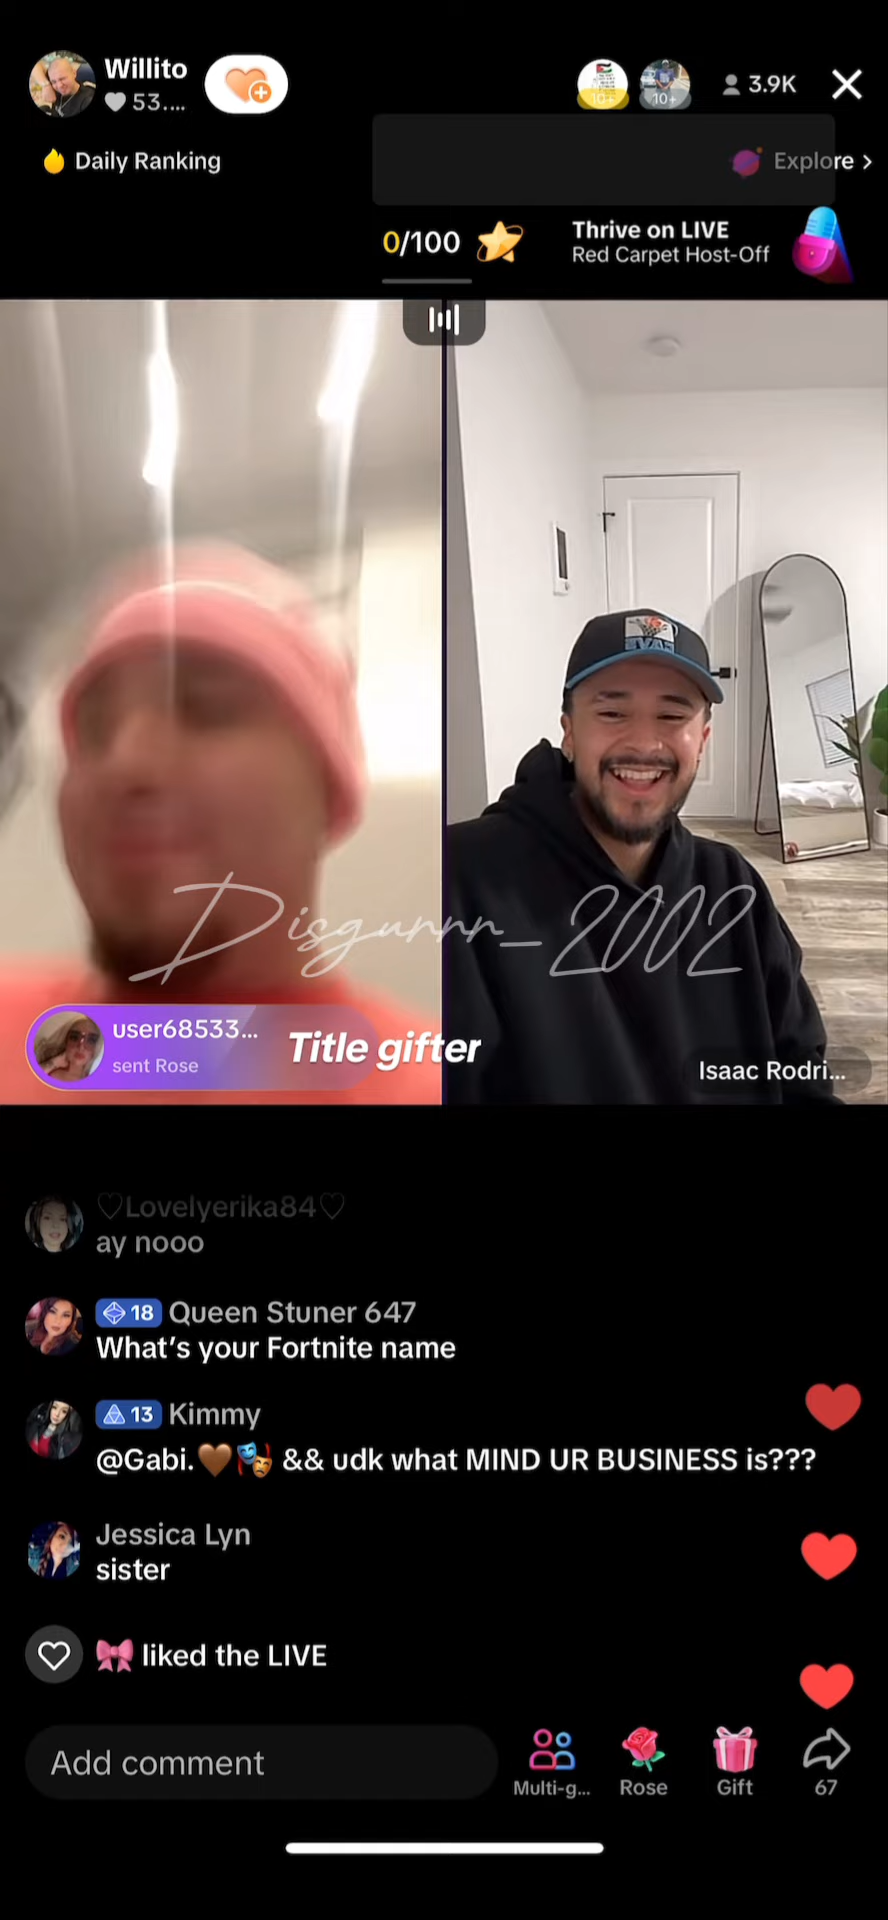 Willito
53....
10+
10+
3.9K
Daily Ranking
Explore >
0/100
Thrive on LIVE
Red Carpet Host-Off
Disgurrr_2002
user68533...
sent Rose
Title gifter
Isaac Rodri...
♡Lovelyerika84♡
ay nooo
18 Queen Stuner 647
What's your Fortnite name
13 Kimmy
@Gabi.🤎🎭 && udk what MIND UR BUSINESS is???
Jessica Lyn
sister
🎀 liked the LIVE
Add comment
Multi-g...
Rose
Gift
67